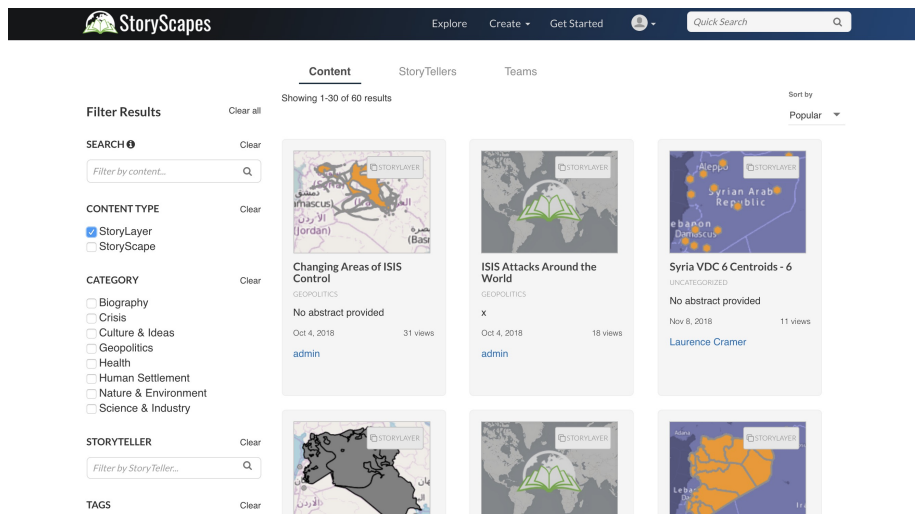 StoryScapes
Explore Create Get Started Quick Search
Content StoryTellers Teams
Showing 1-30 of 60 results
Sort by
Popular
Filter Results Clear all
SEARCH Clear
Filter by content...
CONTENT TYPE Clear
StoryLayer
StoryScape
CATEGORY Clear
Biography
Crisis
Culture & Ideas
Geopolitics
Health
Human Settlement
Nature & Environment
Science & Industry
STORYTELLER Clear
Filter by StoryTeller...
TAGS Clear
STORYLAYER
دمشق
(Jordan)
الأردن
Changing Areas of ISIS
Control
GEOPOLITICS
No abstract provided
Oct 4, 2018 31 views
admin
STORYLAYER
ISIS Attacks Around the
World
GEOPOLITICS
x
Oct 4, 2018 18 views
admin
STORYLAYER
Aleppo
Syrian Arab
Republic
Damascus
Syria VDC 6 Centroids - 6
UNCATEGORIZED
No abstract provided
Nov 8, 2018 11 views
Laurence Cramer
STORYLAYER
STORYLAYER
STORYLAYER
Adana